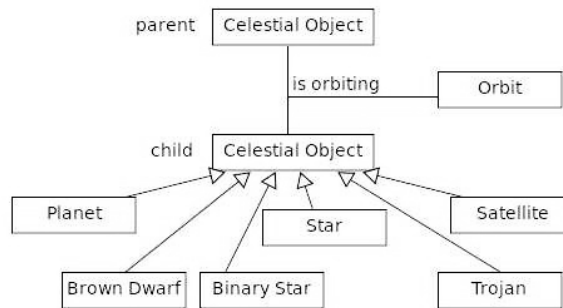 parent Celestial Object
is orbiting Orbit
child Celestial Object
Planet Star Satellite
Brown Dwarf Binary Star Trojan